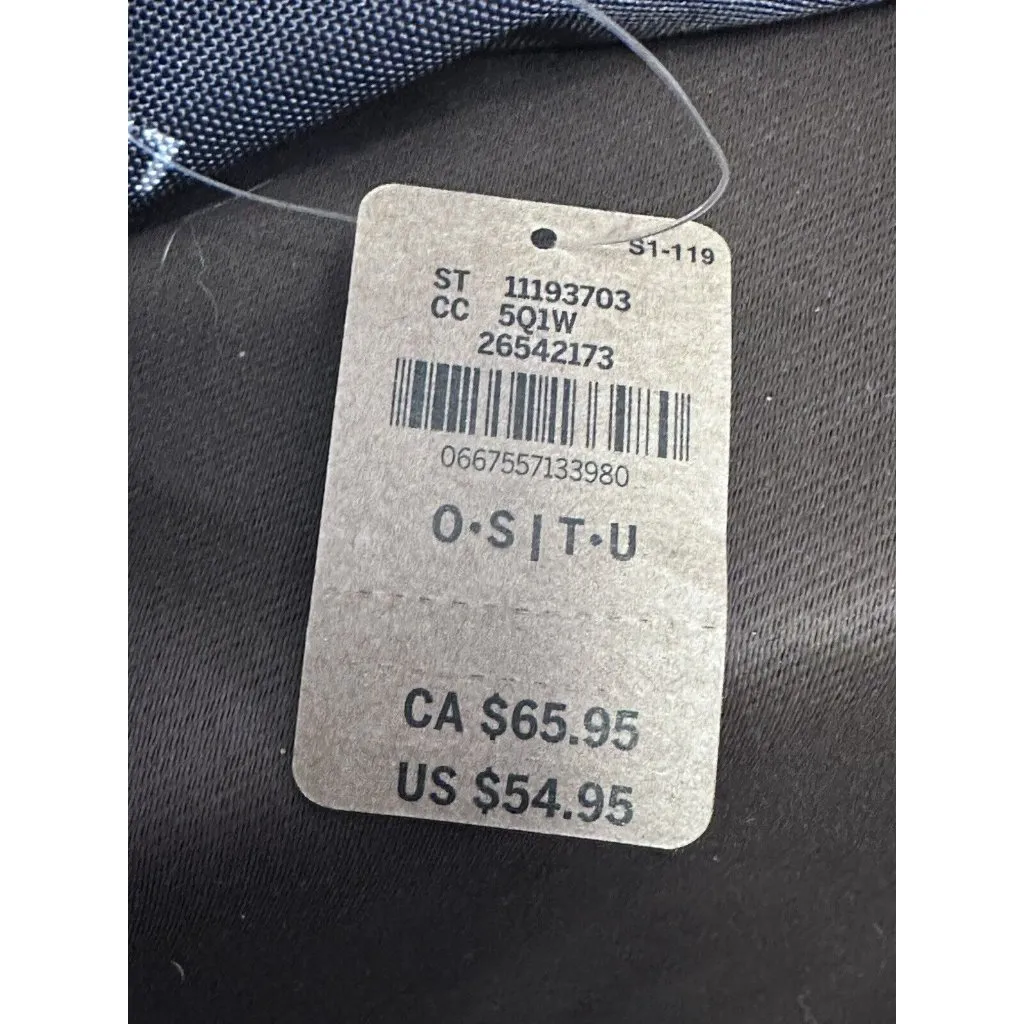 S1-119
ST 11193703
CC 5Q1W
26542173
0667557133980
O•S|T•U
CA $65.95
US $54.95